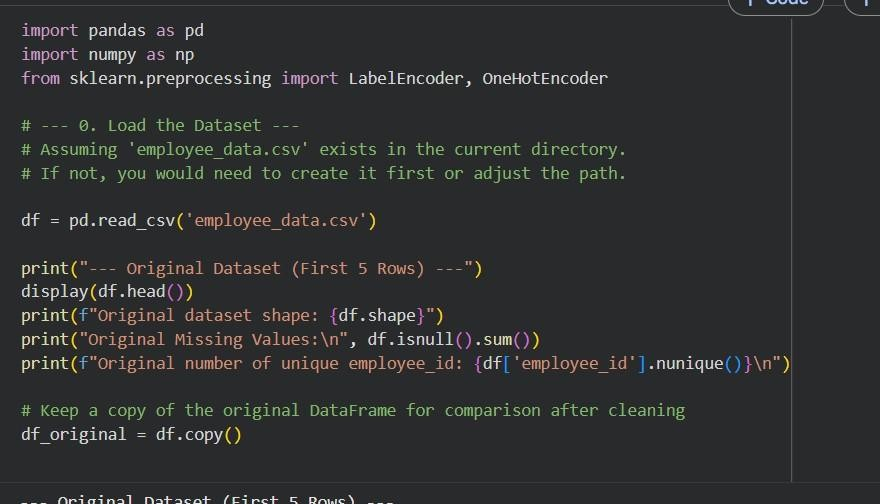 Code
import pandas as pd
import numpy as np
from sklearn.preprocessing import LabelEncoder, OneHotEncoder
# --- 0. Load the Dataset ---
# Assuming 'employee_data.csv' exists in the current directory.
# If not, you would need to create it first or adjust the path.
df = pd.read_csv('employee_data.csv')
print("--- Original Dataset (First 5 Rows) ---")
display(df.head())
print(f"Original dataset shape: {df.shape}")
print("Original Missing Values:\n", df.isnull().sum())
print(f"Original number of unique employee_id: {df['employee_id'].nunique()}\n")
# Keep a copy of the original DataFrame for comparison after cleaning
df_original = df.copy()
--- Original Dataset (First 5 Rows) ---